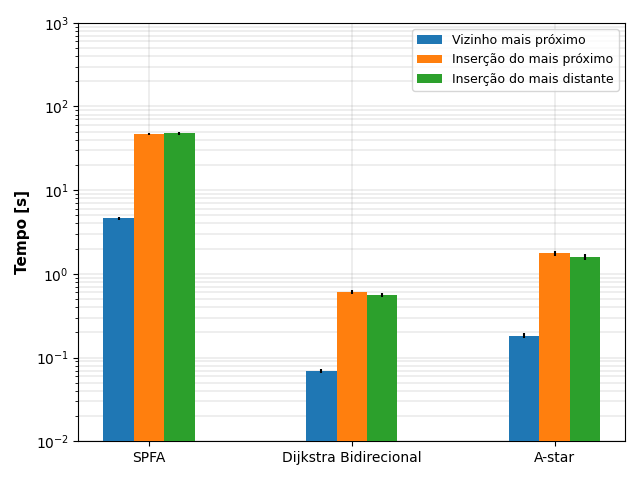 Vizinho mais próximo
Inserção do mais próximo
Inserção do mais distante
Tempo [s]
10³
10²
10¹
10⁰
10⁻¹
10⁻²
SPFA
Dijkstra Bidirecional
A-star